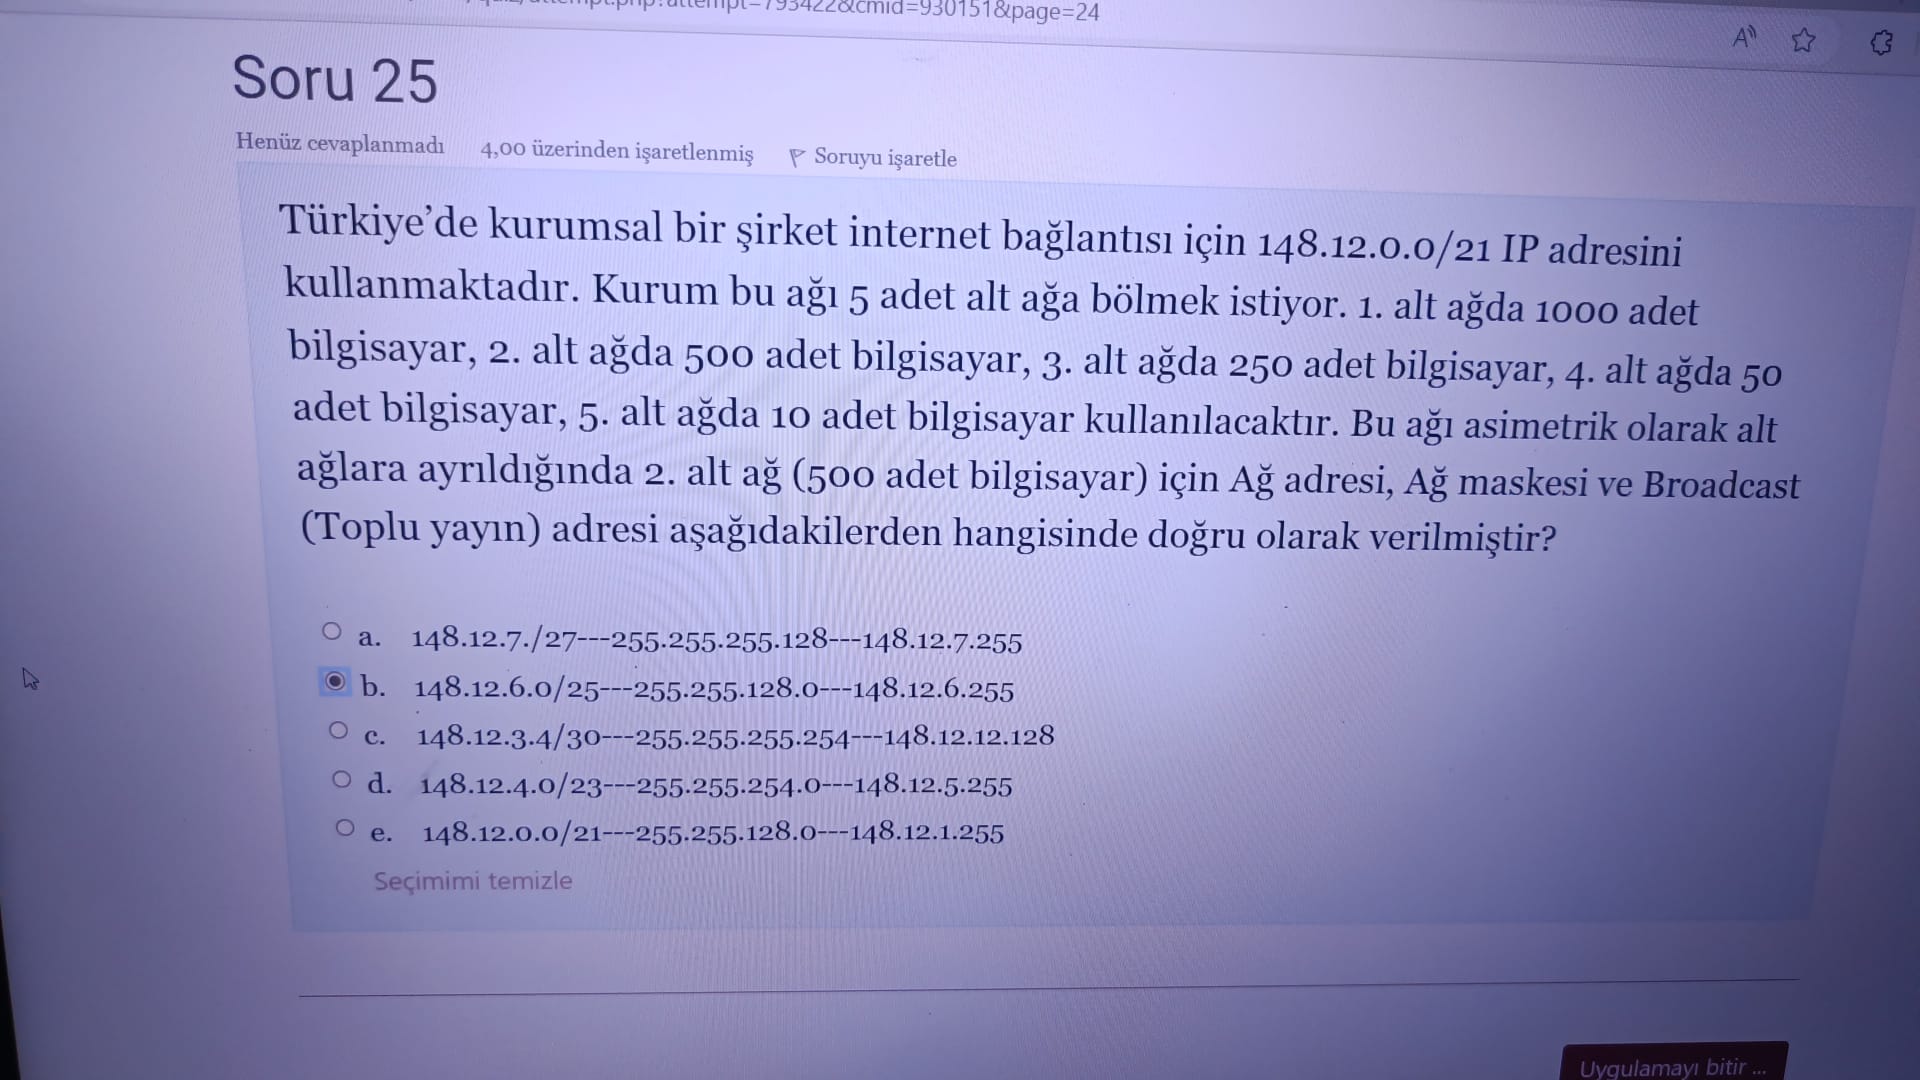 attempt.php?attempt=793422&cmid=930151&page=24
Soru 25
Henüz cevaplanmadı 4,00 üzerinden işaretlenmiş Soruyu işaretle
Türkiye'de kurumsal bir şirket internet bağlantısı için 148.12.0.0/21 IP adresini
kullanmaktadır. Kurum bu ağı 5 adet alt ağa bölmek istiyor. 1. alt ağda 1000 adet
bilgisayar, 2. alt ağda 500 adet bilgisayar, 3. alt ağda 250 adet bilgisayar, 4. alt ağda 50
adet bilgisayar, 5. alt ağda 10 adet bilgisayar kullanılacaktır. Bu ağı asimetrik olarak alt
ağlara ayrıldığında 2. alt ağ (500 adet bilgisayar) için Ağ adresi, Ağ maskesi ve Broadcast
(Toplu yayın) adresi aşağıdakilerden hangisinde doğru olarak verilmiştir?
a. 148.12.7./27---255.255.255.128---148.12.7.255
b. 148.12.6.0/25---255.255.128.0---148.12.6.255
c. 148.12.3.4/30---255.255.255.254---148.12.12.128
d. 148.12.4.0/23---255.255.254.0---148.12.5.255
e. 148.12.0.0/21---255.255.128.0---148.12.1.255
Seçimimi temizle
Uygulamayı bitir ...